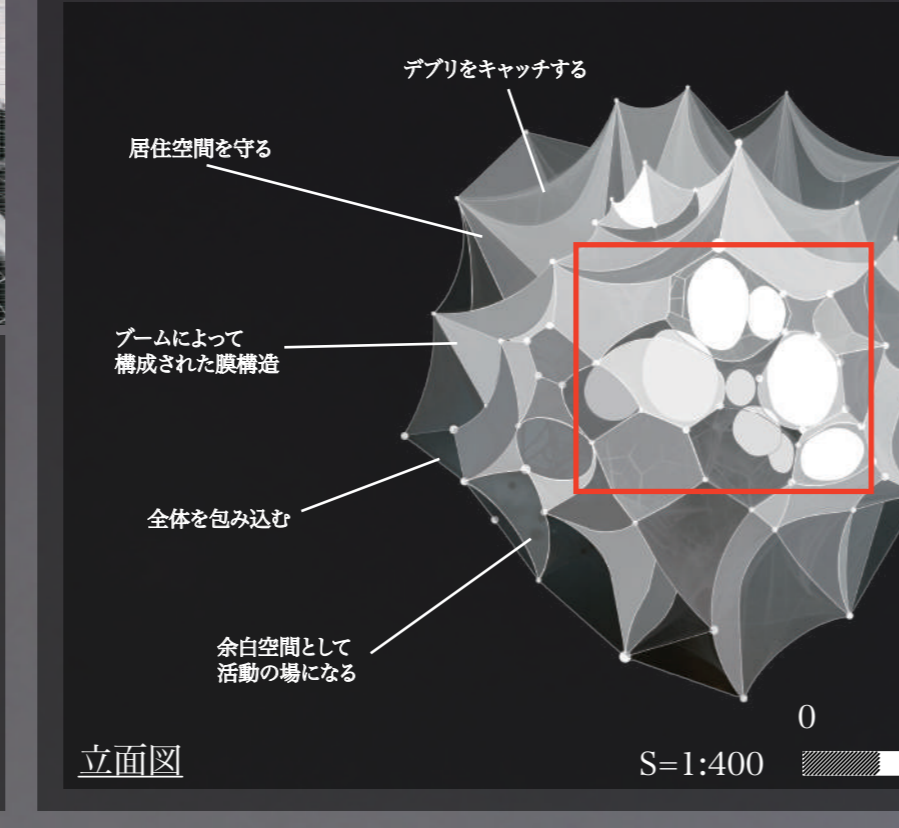 デブリをキャッチする
居住空間を守る
ブームによって
構成された膜構造
全体を包み込む
余白空間として
活動の場になる
0
立面図
S=1:400